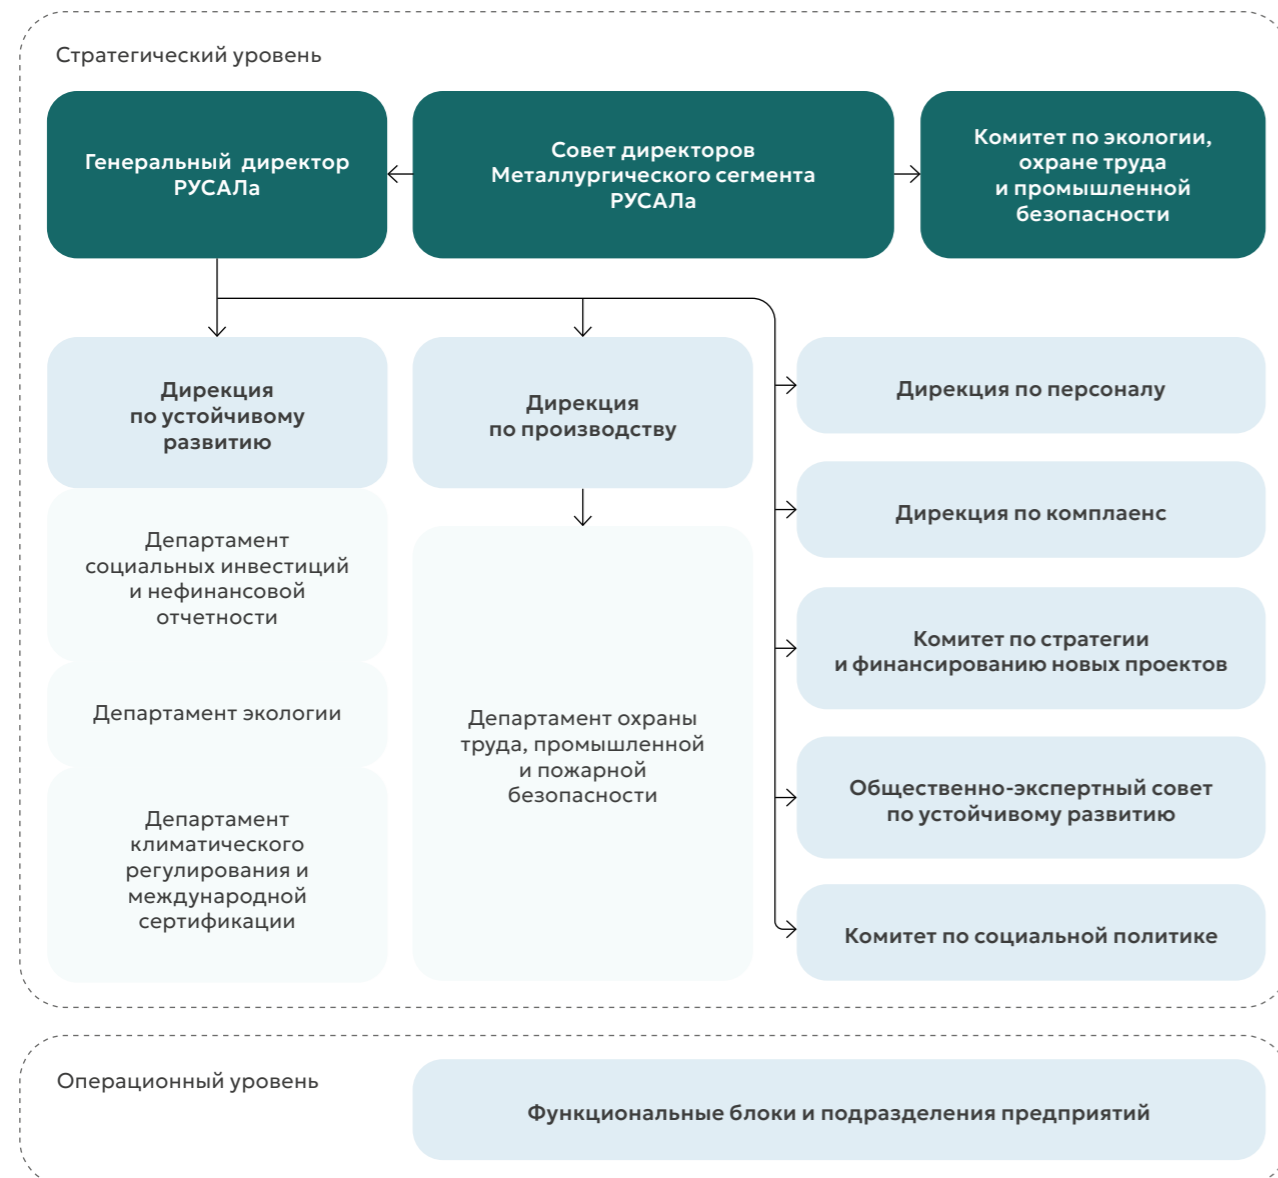 Стратегический уровень
Генеральный директор
РУСАЛа
Совет директоров
Металлургического сегмента
РУСАЛа
Комитет по экологии,
охране труда
и промышленной
безопасности
Дирекция
по устойчивому
развитию
Департамент
социальных инвестиций
и нефинансовой
отчетности
Департамент экологии
Департамент
климатического
регулирования и
международной
сертификации
Дирекция
по производству
Департамент охраны
труда, промышленной
и пожарной
безопасности
Дирекция по персоналу
Дирекция по комплаенс
Комитет по стратегии
и финансированию новых проектов
Общественно-экспертный совет
по устойчивому развитию
Комитет по социальной политике
Операционный уровень
Функциональные блоки и подразделения предприятий